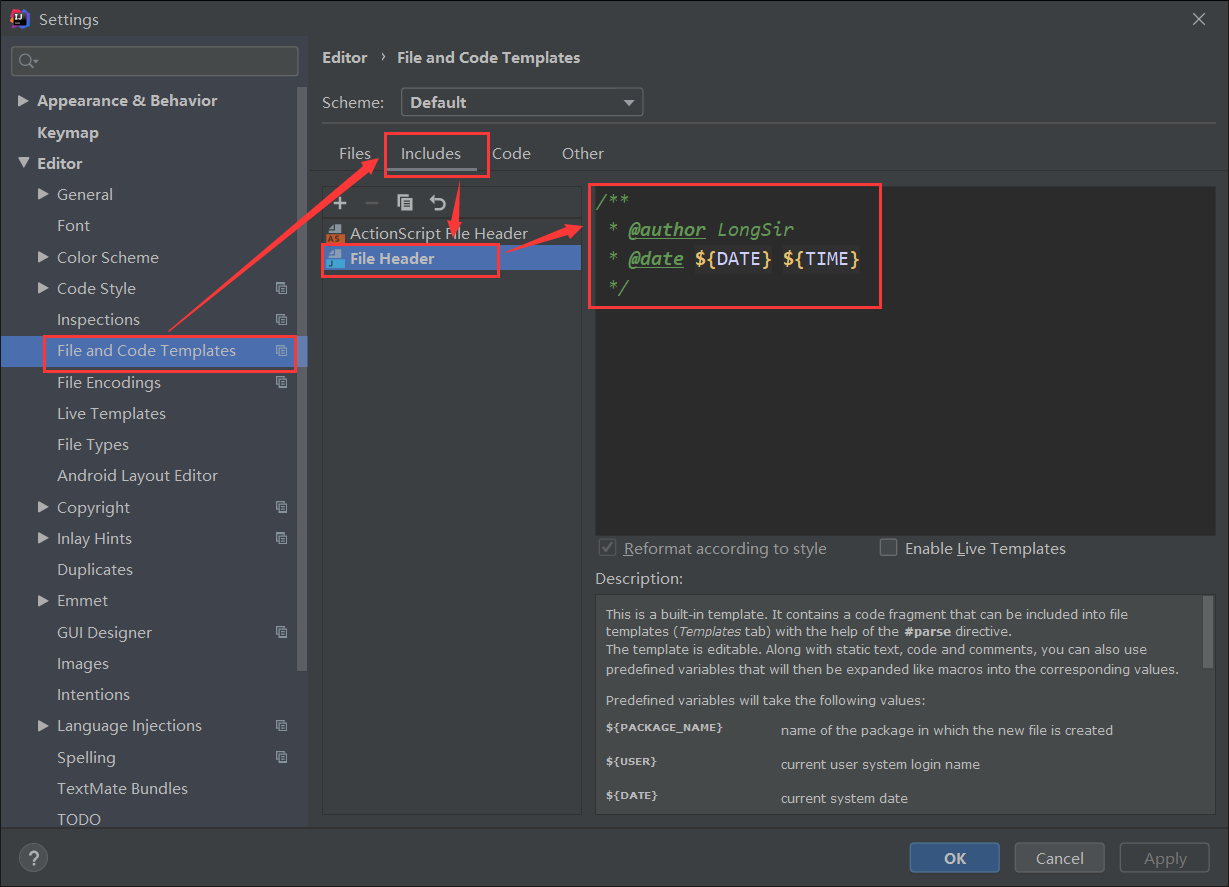 Settings
Editor › File and Code Templates
Scheme: Default
Files Includes Code Other
Appearance & Behavior
Keymap
Editor
General
Font
Color Scheme
Code Style
Inspections
File and Code Templates
File Encodings
Live Templates
File Types
Android Layout Editor
Copyright
Inlay Hints
Duplicates
Emmet
GUI Designer
Images
Intentions
Language Injections
Spelling
TextMate Bundles
TODO
ActionScript File Header
File Header
/**
* @author LongSir
* @date ${DATE} ${TIME}
*/
Reformat according to style
Enable Live Templates
Description:
This is a built-in template. It contains a code fragment that can be included into file
templates (Templates tab) with the help of the #parse directive.
The template is editable. Along with static text, code and comments, you can also use
predefined variables that will then be expanded like macros into the corresponding values.
Predefined variables will take the following values:
${PACKAGE_NAME} name of the package in which the new file is created
${USER} current user system login name
${DATE} current system date
? OK Cancel Apply